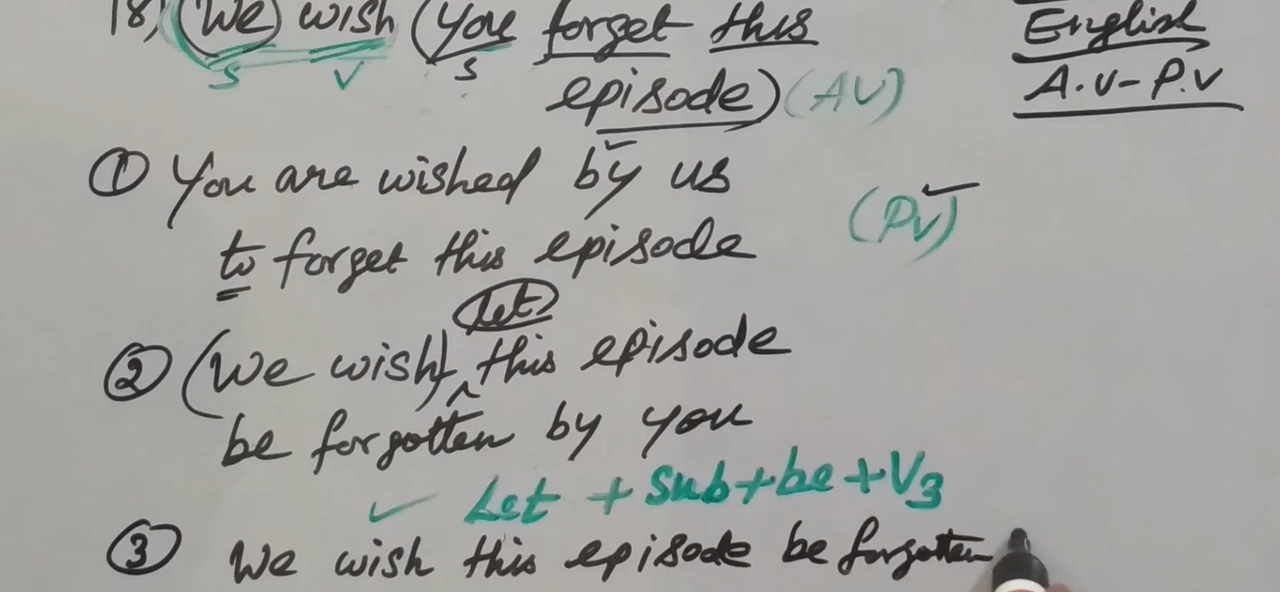 18) (We) wish (you forget this
S V S
episode) (AV)
English
A.V-P.V
① You are wished by us
to forget this episode
(PV)
Let
② (We wish) ^ this episode
be forgotten by you
Let + Sub+be+V3
③ We wish this episode be forgotten